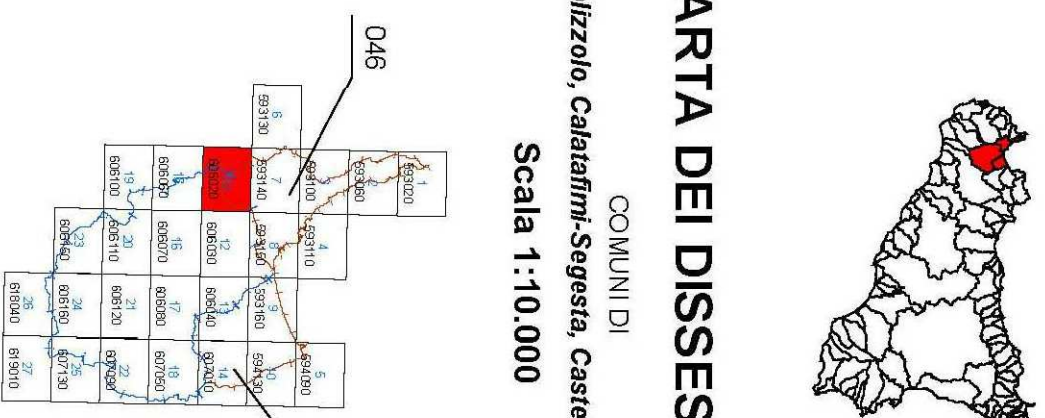 ARTA DEI DISSES
COMUNI DI
lizzolo, Calatafimi-Segesta, Caste
Scala 1:10.000
046
1
593020
2
593060
3 4 5
593100 593110 594090
6 7 8 9 10
593130 593140 593150 593160 594130
12 13 14
606020 606030 606040 607010
15 16 17 18
606060 606070 606080 607050
19 20 21 22
606100 606110 606120 607090
23 24 25
606150 606160 607130
26 27
618040 619010